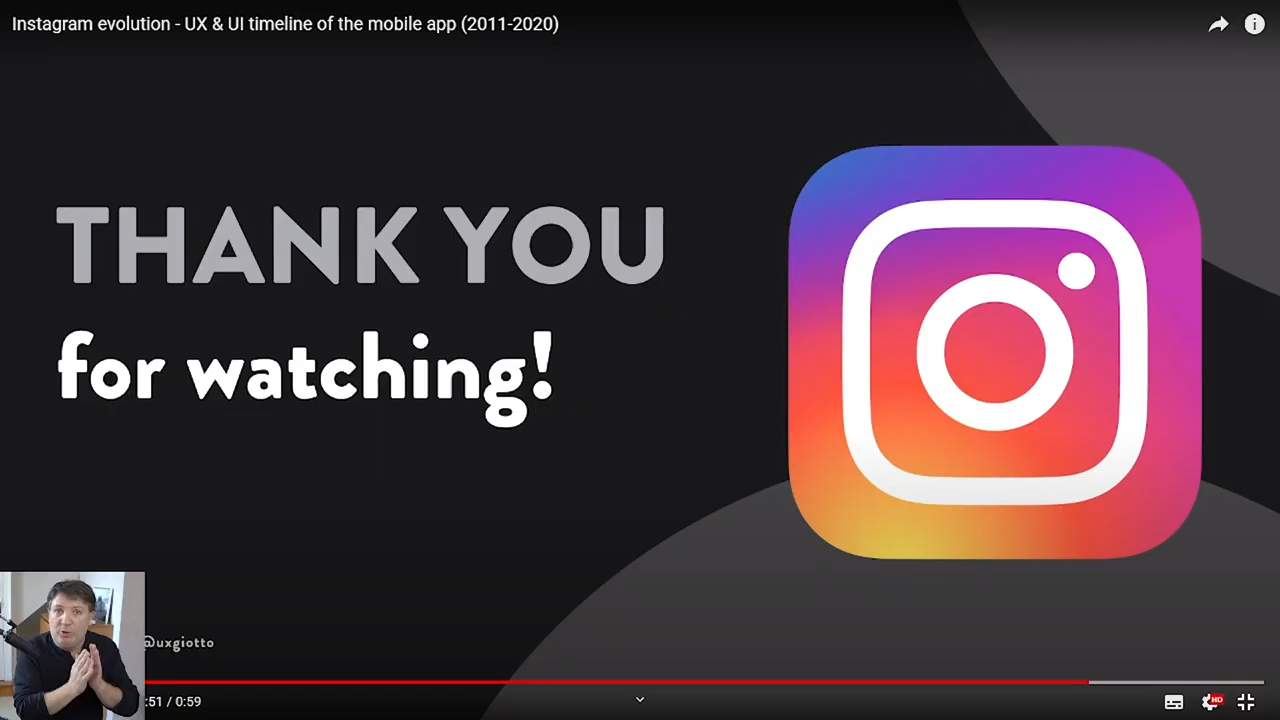 Instagram evolution - UX & UI timeline of the mobile app (2011-2020)
THANK YOU
for watching!
@uxgiotto
:51 / 0:59
HD